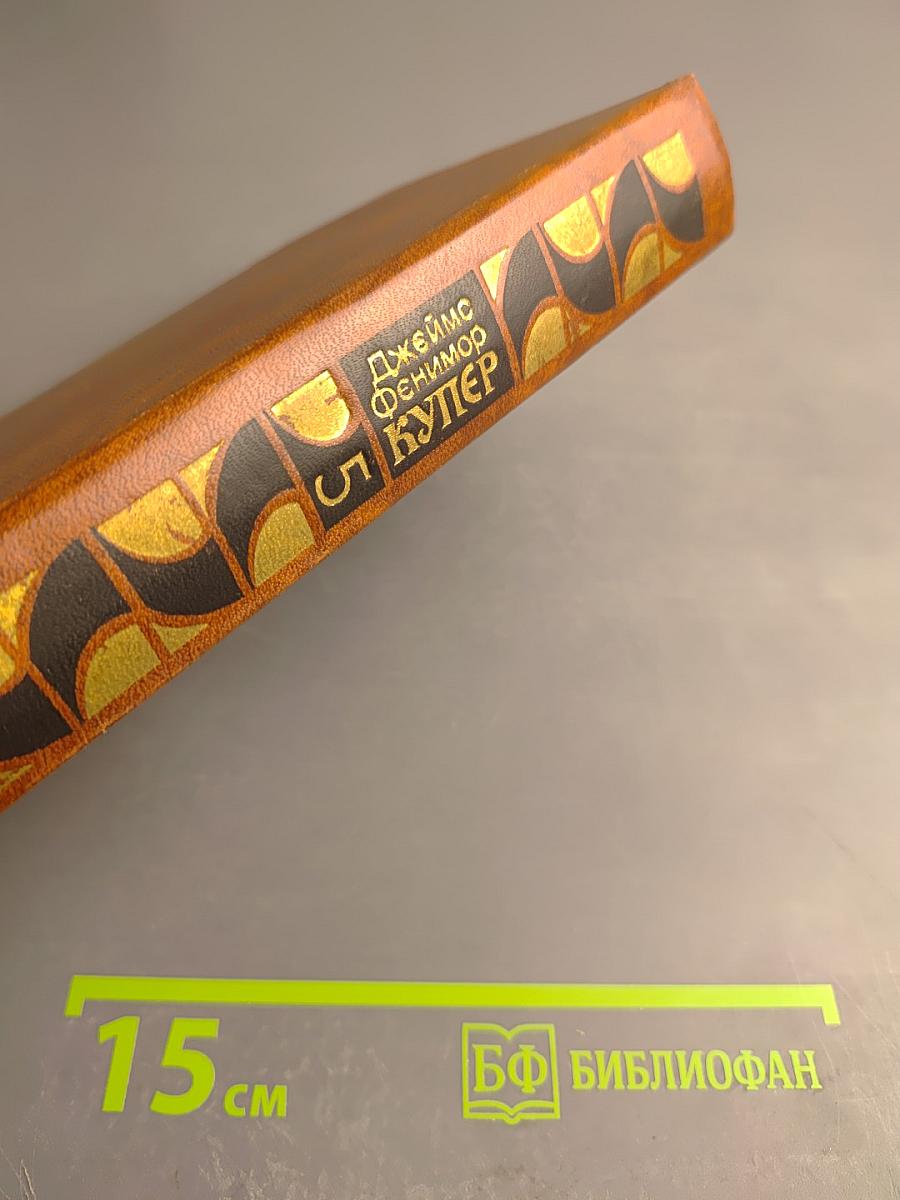 Джеймс
Фенимор
КУПЕР
5
15 см
БФ БИБЛИОФАН